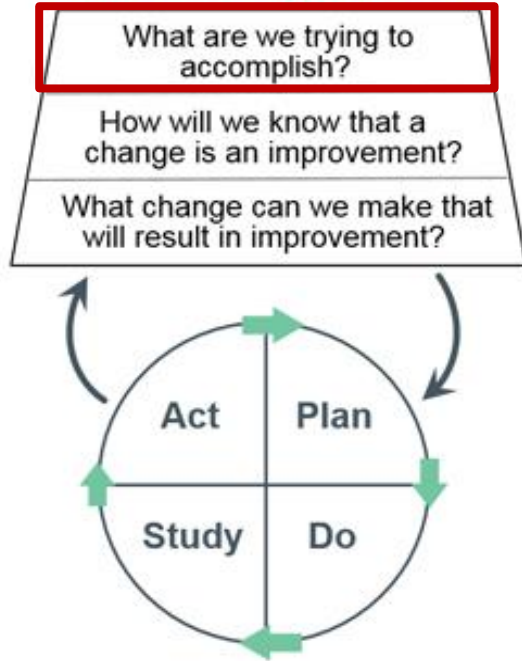 What are we trying to
accomplish?
How will we know that a
change is an improvement?
What change can we make that
will result in improvement?
Act
Plan
Study
Do